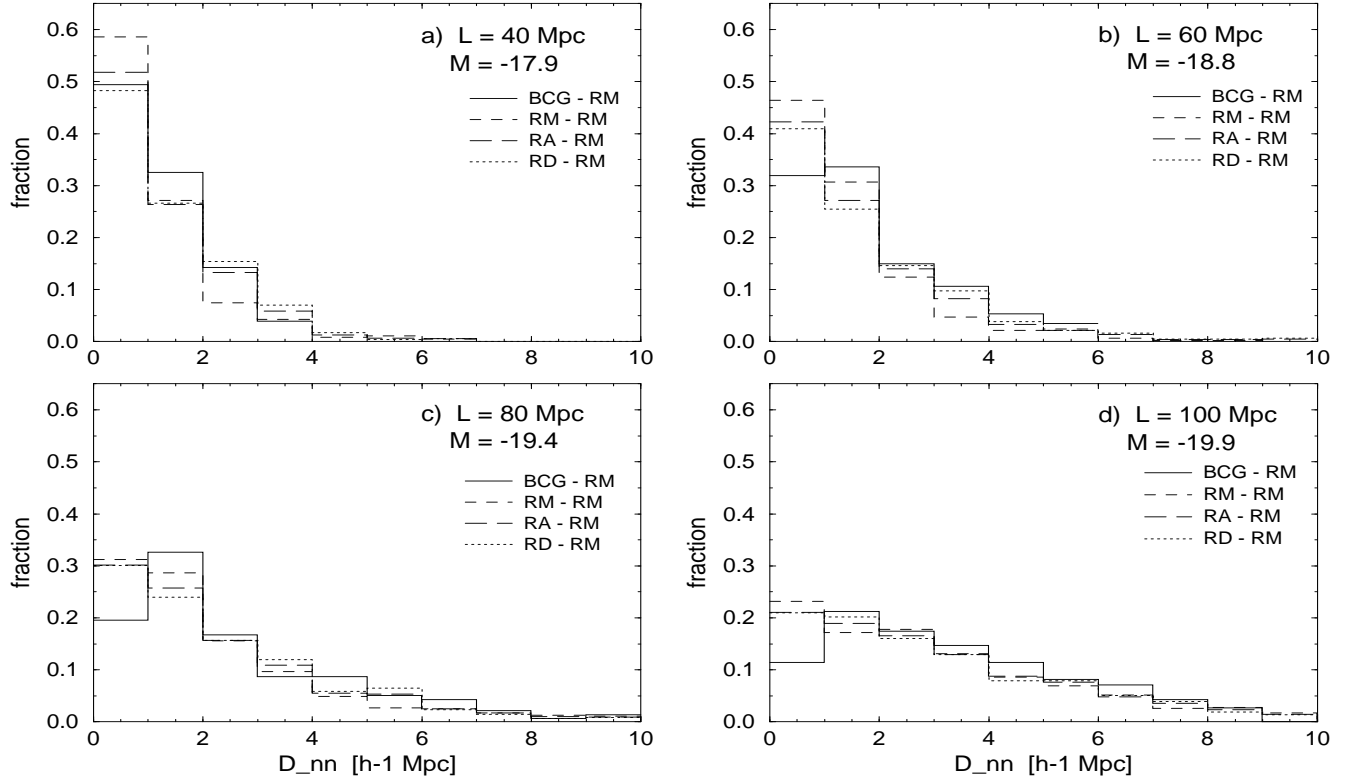 a) L = 40 Mpc
M = -17.9
BCG - RM
RM - RM
RA - RM
RD - RM
fraction
0.6
0.5
0.4
0.3
0.2
0.1
0.0
0 2 4 6 8 10
b) L = 60 Mpc
M = -18.8
BCG - RM
RM - RM
RA - RM
RD - RM
fraction
0.6
0.5
0.4
0.3
0.2
0.1
0.0
0 2 4 6 8 10
c) L = 80 Mpc
M = -19.4
BCG - RM
RM - RM
RA - RM
RD - RM
fraction
0.6
0.5
0.4
0.3
0.2
0.1
0.0
0 2 4 6 8 10
D_nn [h-1 Mpc]
d) L = 100 Mpc
M = -19.9
BCG - RM
RM - RM
RA - RM
RD - RM
fraction
0.6
0.5
0.4
0.3
0.2
0.1
0.0
0 2 4 6 8 10
D_nn [h-1 Mpc]